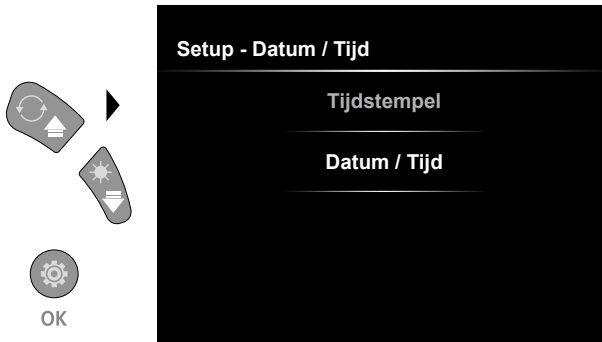 Setup - Datum / Tijd
Tijdstempel
Datum / Tijd
OK